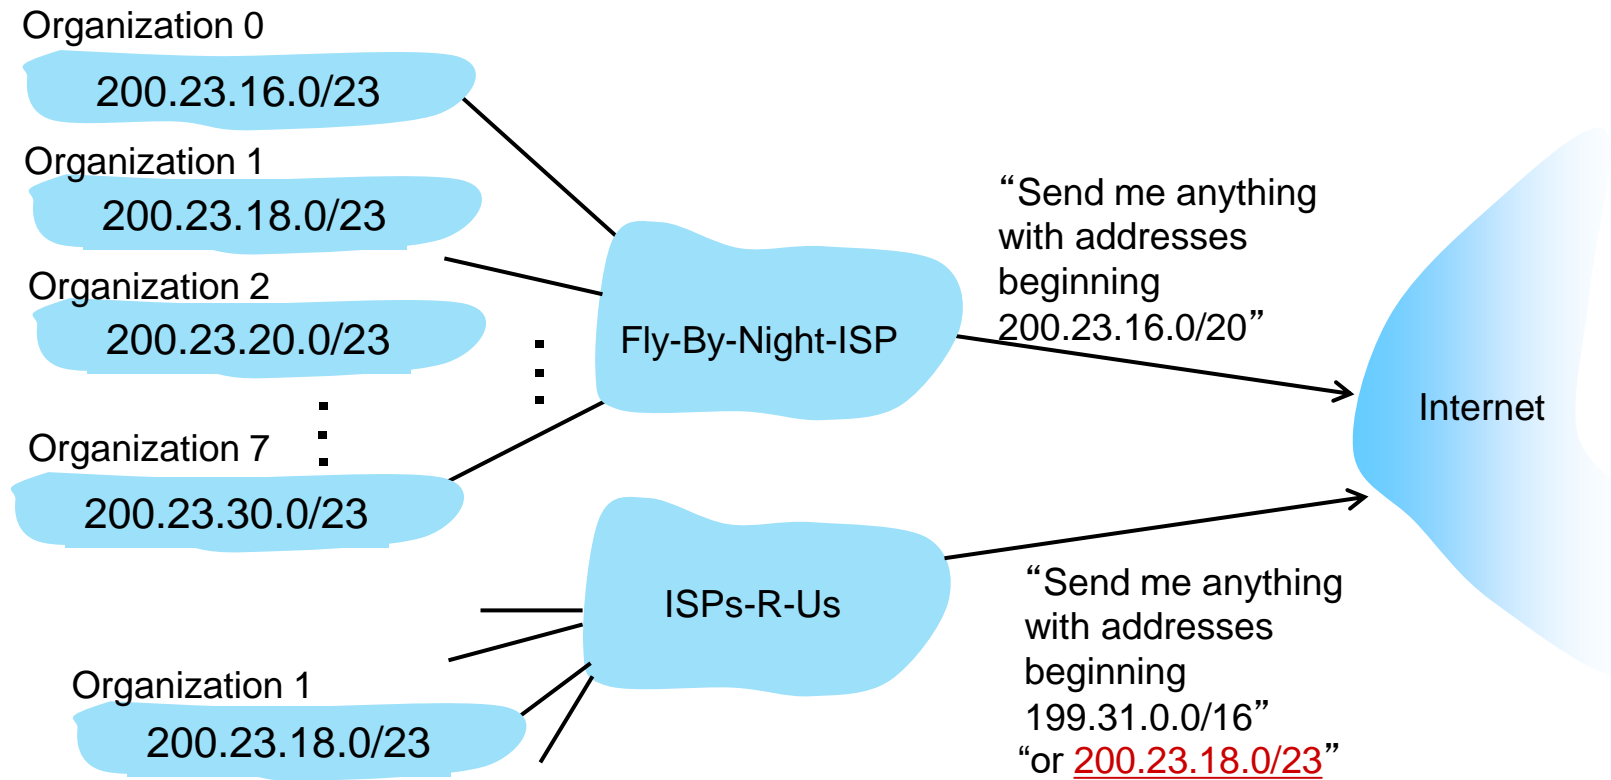 Organization 0
200.23.16.0/23
Organization 1
200.23.18.0/23
Organization 2
200.23.20.0/23
Organization 7
200.23.30.0/23
Fly-By-Night-ISP
“Send me anything
with addresses
beginning
200.23.16.0/20”
Internet
ISPs-R-Us
Organization 1
200.23.18.0/23
“Send me anything
with addresses
beginning
199.31.0.0/16”
“or 200.23.18.0/23”